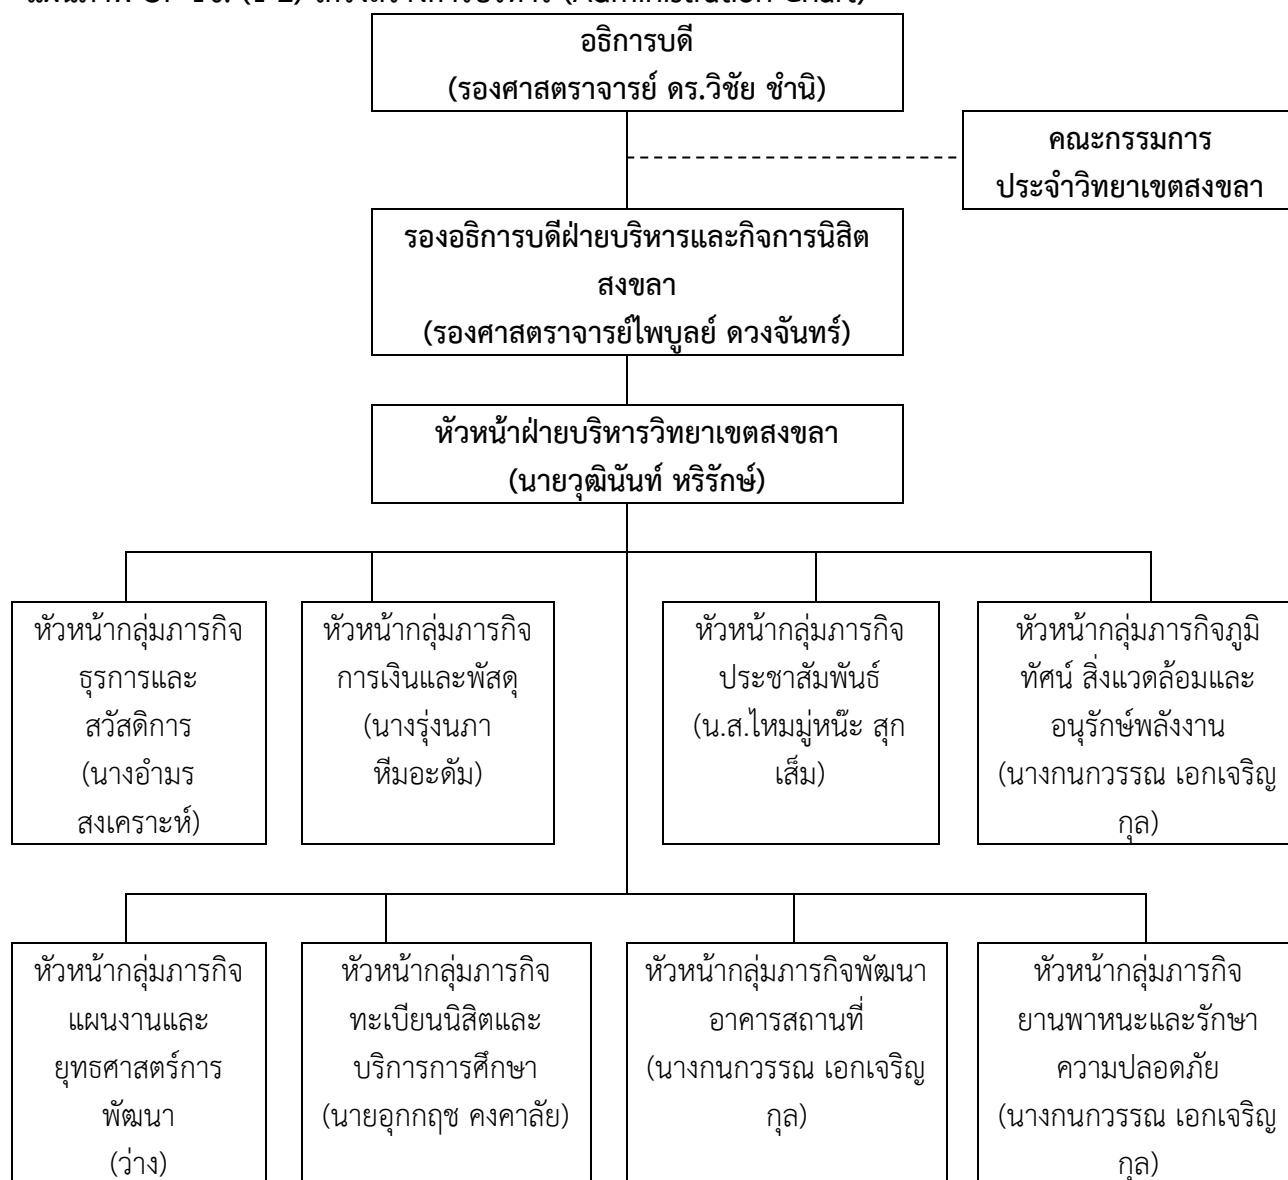 (Administration Chart)
อธิการบดี
(รองศาสตราจารย์ ดร.วิชัย ชำนิ)
คณะกรรมการ
ประจำวิทยาเขตสงขลา
รองอธิการบดีฝ่ายบริหารและกิจการนิสิต
สงขลา
(รองศาสตราจารย์ไพบูลย์ ดวงจันทร์)
หัวหน้าฝ่ายบริหารวิทยาเขตสงขลา
(นายวุฒินันท์ หริรักษ์)
หัวหน้ากลุ่มภารกิจ
ธุรการและ
สวัสดิการ
(นางอำมร
สงเคราะห์)
หัวหน้ากลุ่มภารกิจ
การเงินและพัสดุ
(นางรุ่งนภา
หีมอะดัม)
หัวหน้ากลุ่มภารกิจ
ประชาสัมพันธ์
(น.ส.ไหมมู่หน๊ะ สุก
เส็ม)
หัวหน้ากลุ่มภารกิจภูมิ
ทัศน์ สิ่งแวดล้อมและ
อนุรักษ์พลังงาน
(นางกนกวรรณ เอกเจริญ
กุล)
หัวหน้ากลุ่มภารกิจ
แผนงานและ
ยุทธศาสตร์การ
พัฒนา
(ว่าง)
หัวหน้ากลุ่มภารกิจ
ทะเบียนนิสิตและ
บริการการศึกษา
(นายอุกกฤช คงคาลัย)
หัวหน้ากลุ่มภารกิจพัฒนา
อาคารสถานที่
(นางกนกวรรณ เอกเจริญ
กุล)
หัวหน้ากลุ่มภารกิจ
ยานพาหนะและรักษา
ความปลอดภัย
(นางกนกวรรณ เอกเจริญ
กุล)